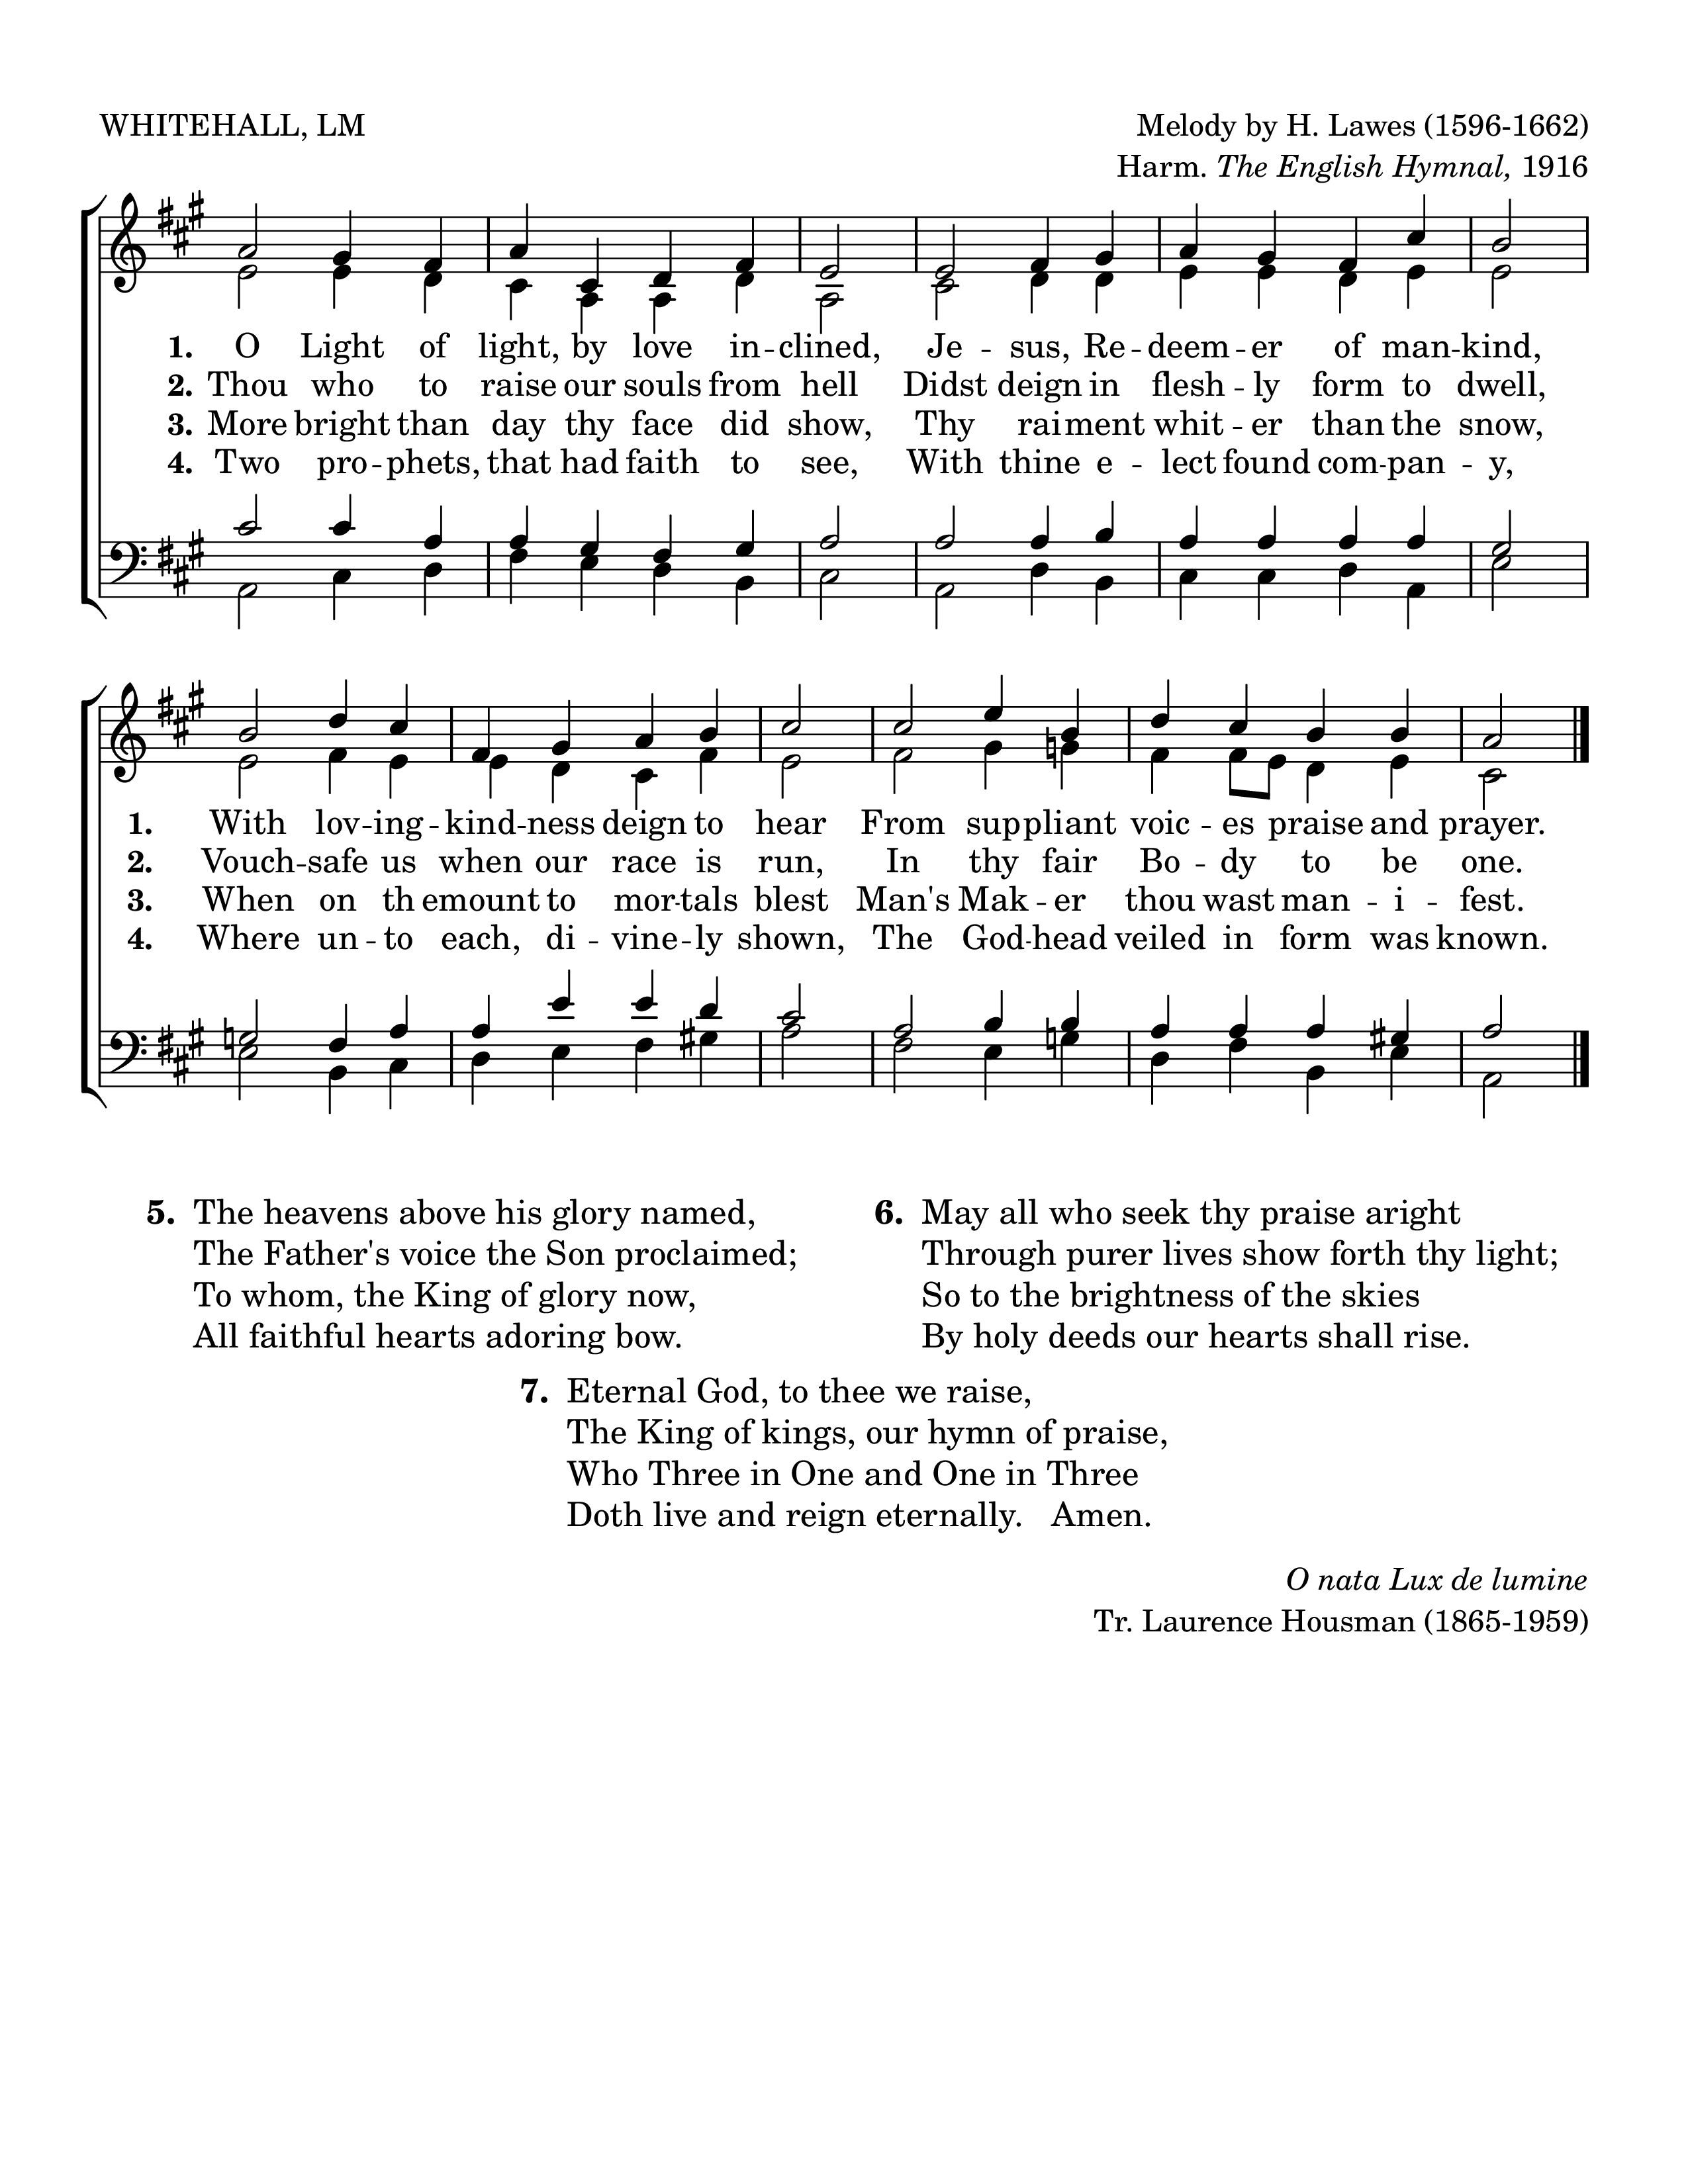 WHITEHALL, LM
Melody by H. Lawes (1596-1662)
Harm. The English Hymnal, 1916
1. O Light of light, by love in - clined, Je - sus, Re - deem - er of man - kind,
2. Thou who to raise our souls from hell Didst deign in flesh - ly form to dwell,
3. More bright than day thy face did show, Thy raiment whit - er than the snow,
4. Two pro - phets, that had faith to see, With thine e - lect found com - pan - y,
1. With lov - ing - kind - ness deign to hear From suppliant voic - es praise and prayer.
2. Vouch - safe us when our race is run, In thy fair Bo - dy to be one.
3. When on th emount to mor - tals blest Man's Mak - er thou wast man - i - fest.
4. Where un - to each, di - vine - ly shown, The God - head veiled in form was known.
5. The heavens above his glory named,
The Father's voice the Son proclaimed;
To whom, the King of glory now,
All faithful hearts adoring bow.
6. May all who seek thy praise aright
Through purer lives show forth thy light;
So to the brightness of the skies
By holy deeds our hearts shall rise.
7. Eternal God, to thee we raise,
The King of kings, our hymn of praise,
Who Three in One and One in Three
Doth live and reign eternally. Amen.
O nata Lux de lumine
Tr. Laurence Housman (1865-1959)